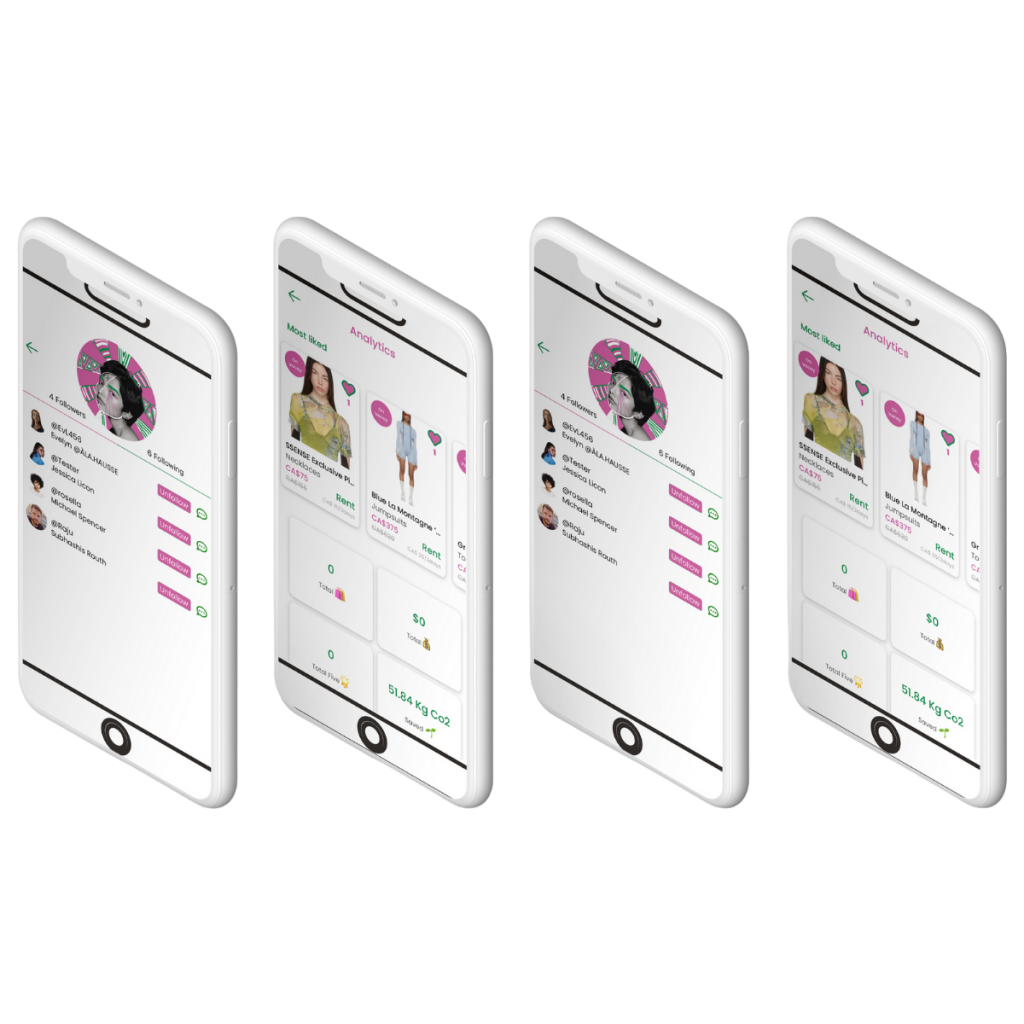 4 Followers
6 Following
@EvL456
Evelyn @ÀLA.HAUSSE
@Tester
Jessica Licon
Unfollow
@rosella
Michael Spencer
Unfollow
@Raju
Subhashis Routh
Unfollow
Unfollow
Analytics
Most liked
1
1
SSENSE Exclusive Pl...
Necklaces
CA$75
Rent
Blue La Montagne -...
Jumpsuits
CA$375
Rent
0
Total
$0
Total
0
Total Five
51.84 Kg Co2
Saved
4 Followers
6 Following
@EvL456
Evelyn @ÀLA.HAUSSE
@Tester
Jessica Licon
Unfollow
@rosella
Michael Spencer
Unfollow
@Raju
Subhashis Routh
Unfollow
Unfollow
Analytics
Most liked
1
1
SSENSE Exclusive Pl...
Necklaces
CA$75
Rent
Blue La Montagne -...
Jumpsuits
CA$375
Rent
0
Total
$0
Total
0
Total Five
51.84 Kg Co2
Saved